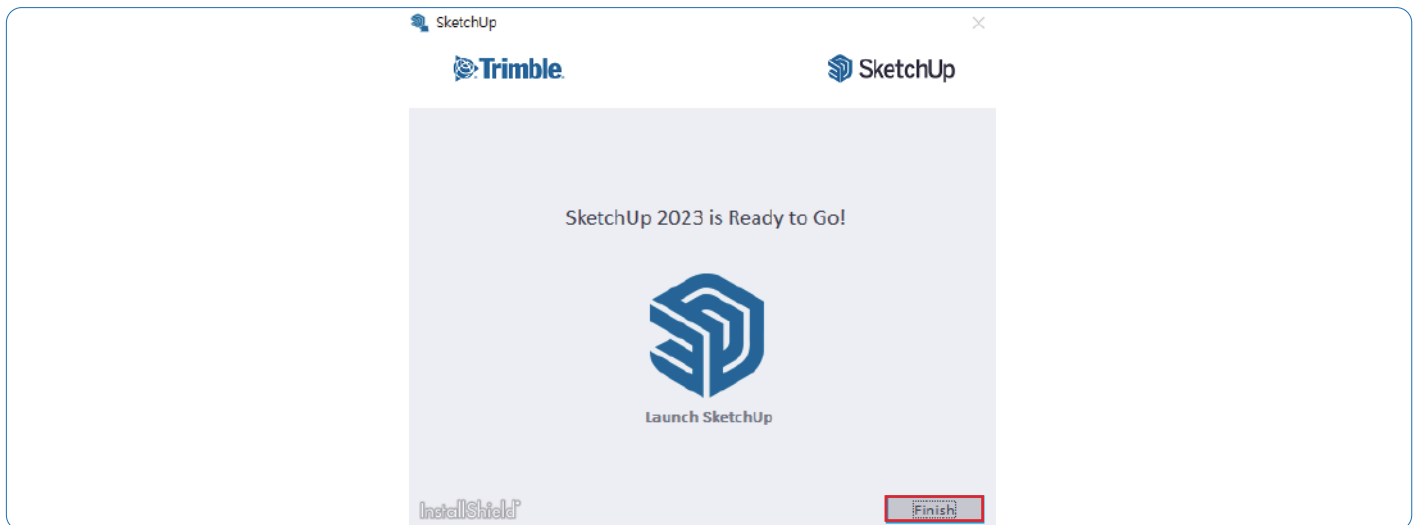 SketchUp
Trimble.
SketchUp
SketchUp 2023 is Ready to Go!
Launch SketchUp
InstallShield®
Finish